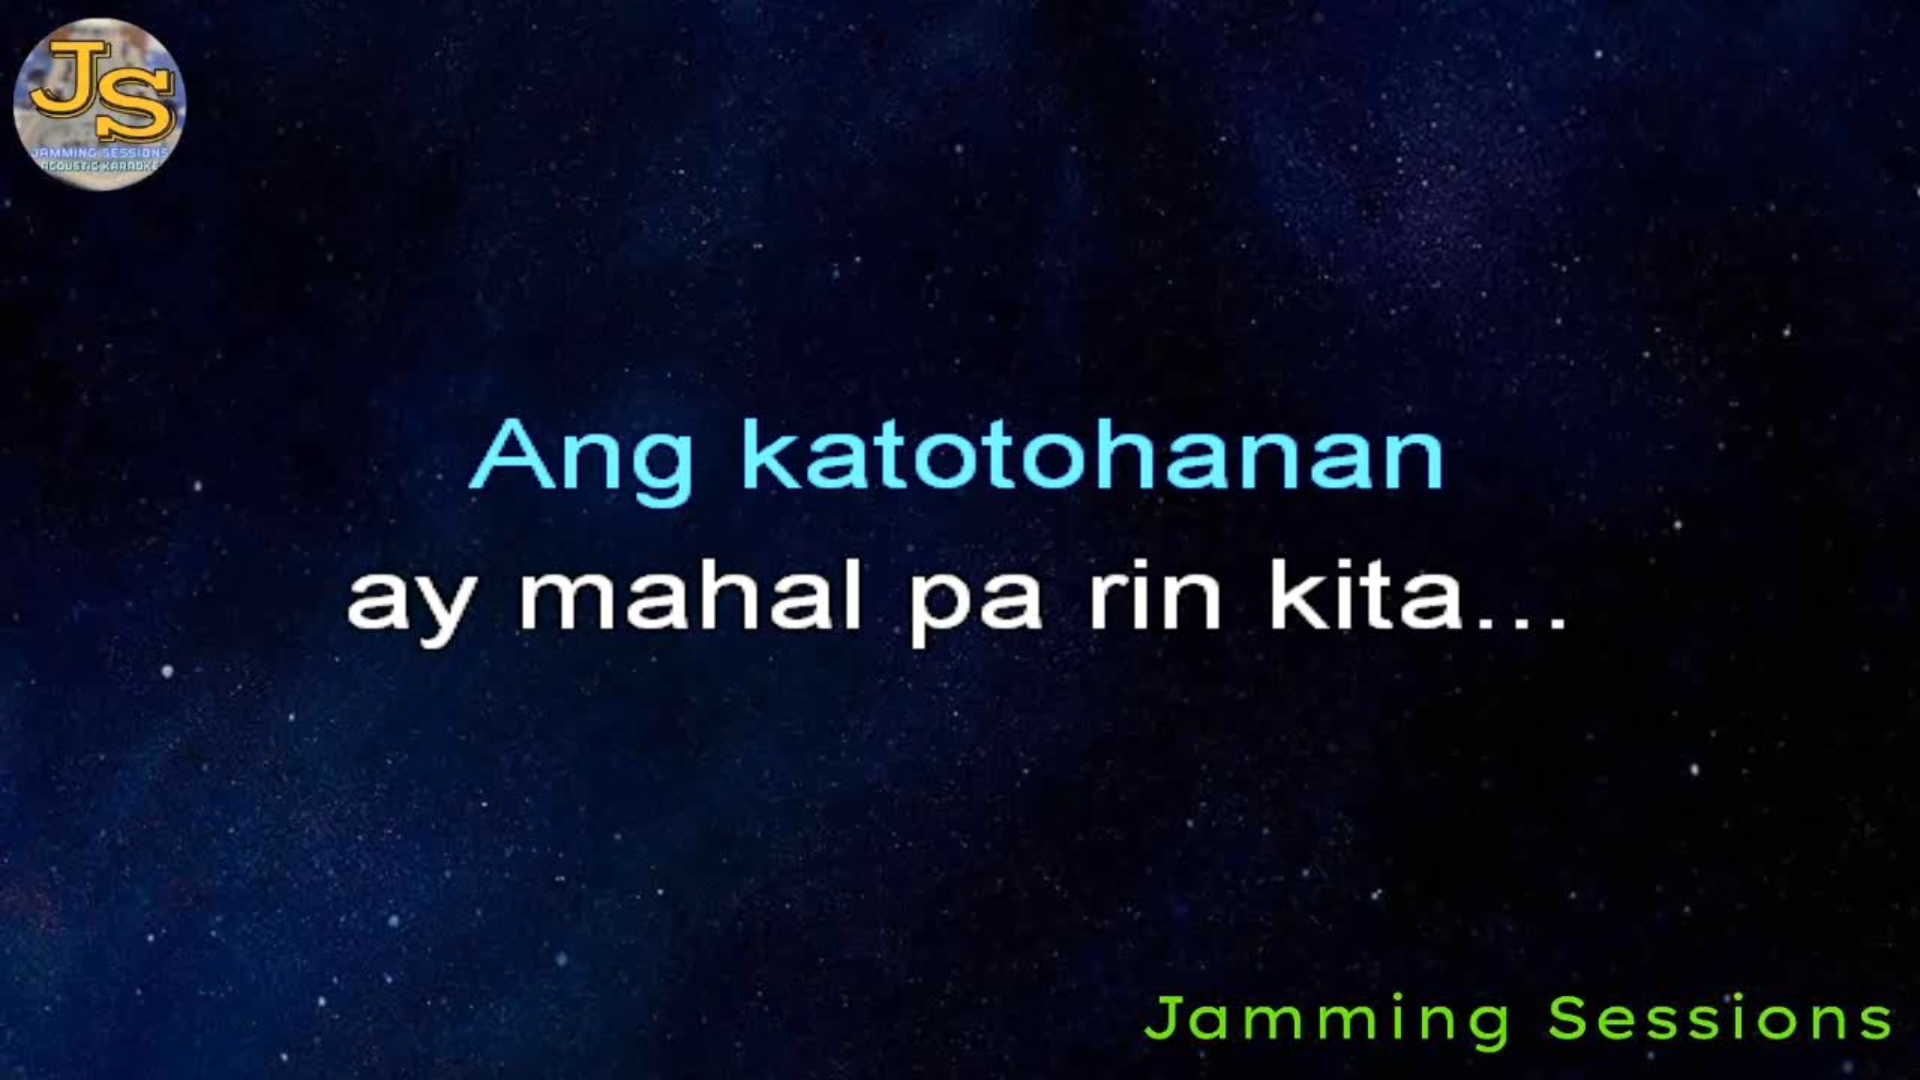 JS
JAMMING SESSIONS
ACOUSTIC KARAOKE
Ang katotohanan
ay mahal pa rin kita...
Jamming Sessions